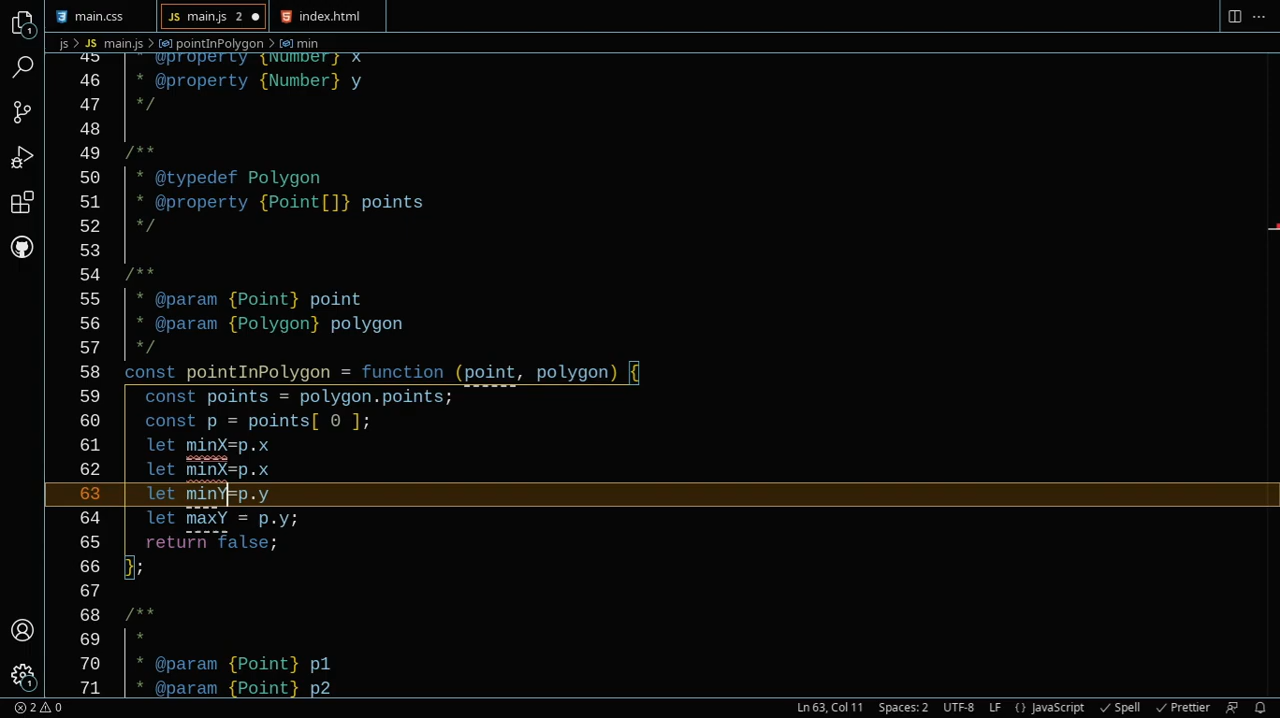 main.css
main.js 2
index.html
js > main.js > pointInPolygon > min
45 * @property {Number} x
46 * @property {Number} y
47 */
48
49 /**
50 * @typedef Polygon
51 * @property {Point[]} points
52 */
53
54 /**
55 * @param {Point} point
56 * @param {Polygon} polygon
57 */
58 const pointInPolygon = function (point, polygon) {
59 const points = polygon.points;
60 const p = points[ 0 ];
61 let minX=p.x
62 let minX=p.x
63 let minY=p.y
64 let maxY = p.y;
65 return false;
66 };
67
68 /**
69 *
70 * @param {Point} p1
71 * @param {Point} p2
1
1
2 0
Ln 63, Col 11 Spaces: 2 UTF-8 LF {} JavaScript Spell Prettier